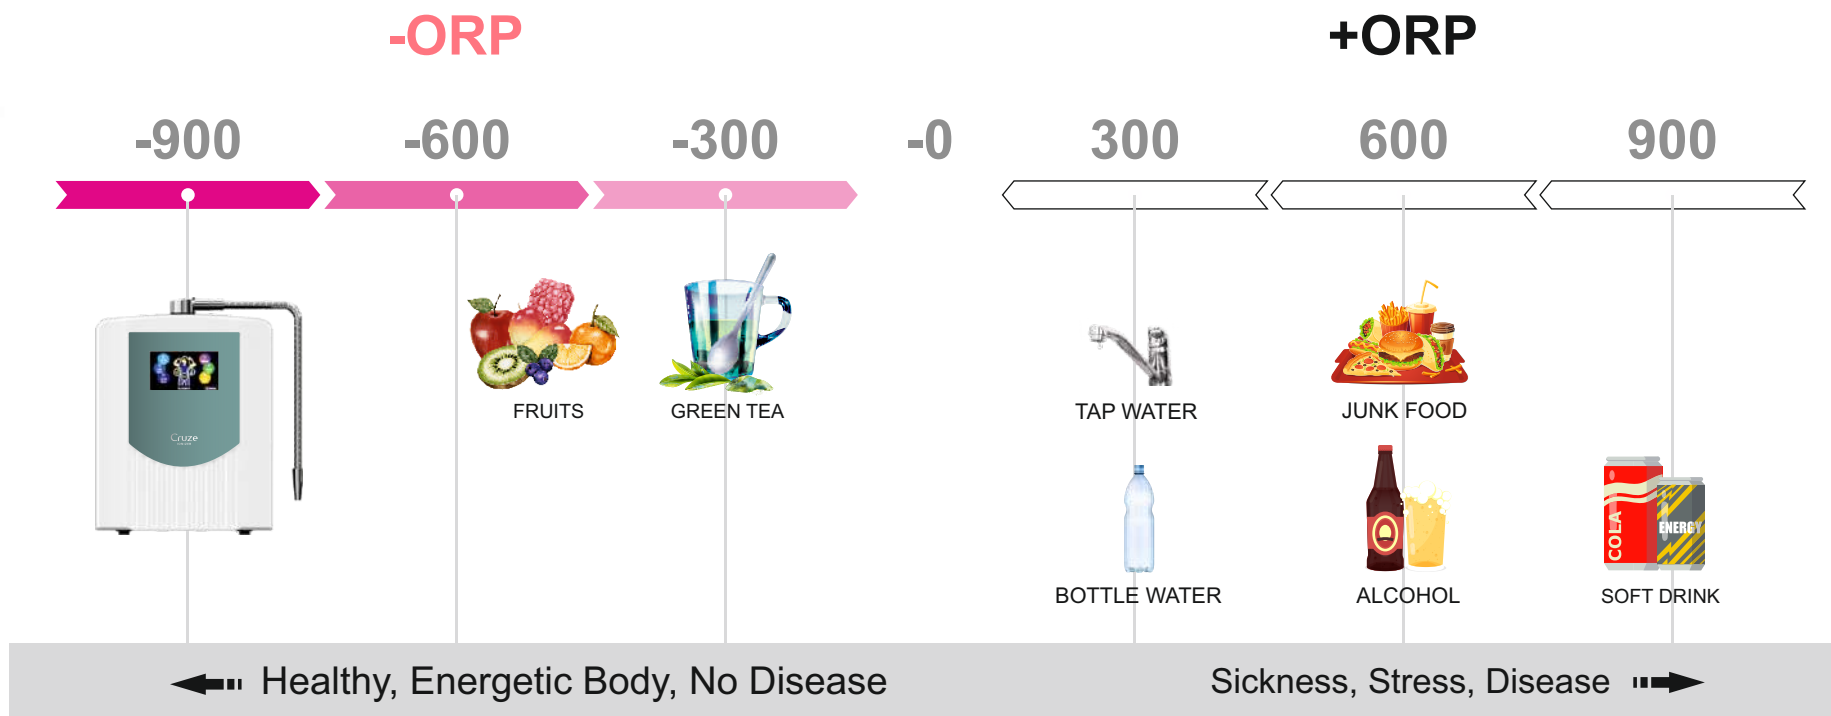 -ORP
+ORP
-900 -600 -300 -0 300 600 900
Cruze
FRUITS
GREEN TEA
TAP WATER
JUNK FOOD
COLA
ENERGY
BOTTLE WATER
ALCOHOL
SOFT DRINK
Healthy, Energetic Body, No Disease
Sickness, Stress, Disease